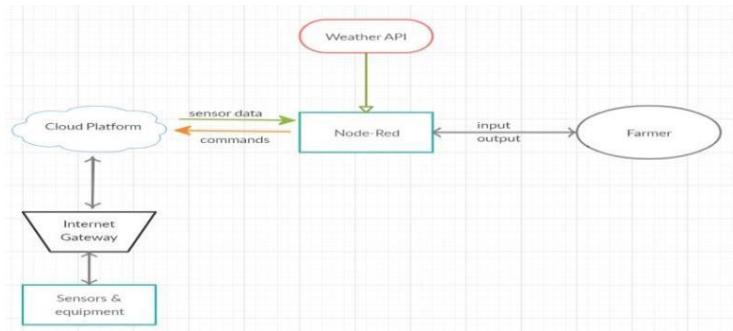 Weather API
Cloud Platform
sensor data
commands
Node-Red
input
output
Farmer
Internet
Gateway
Sensors &
equipment